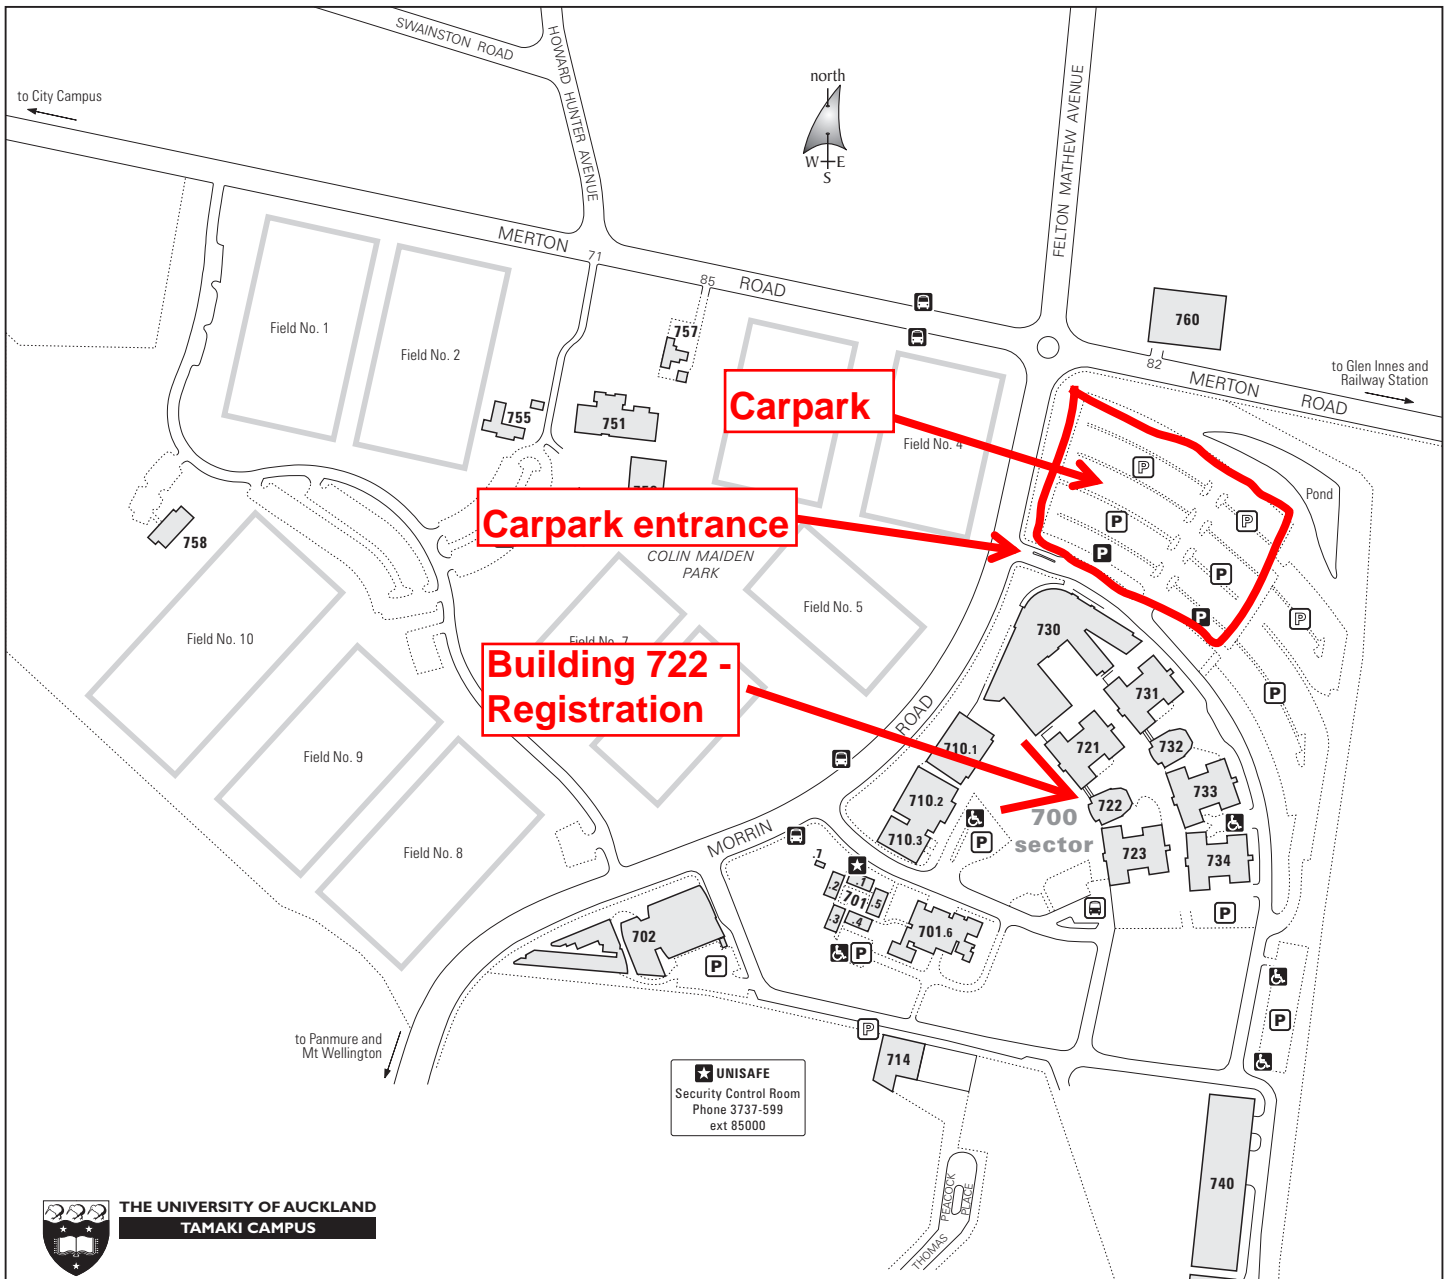 SWAINSTON ROAD
HOWARD HUNTER AVENUE
to City Campus
north
W E
S
FELTON MATHEW AVENUE
MERTON
71
85
ROAD
760
82
MERTON
ROAD
to Glen Innes and
Railway Station
Field No. 1
Field No. 2
757
755
751
Carpark
Field No. 4
P
Pond
P
P
P
P
P
P
P
P
Carpark entrance
COLIN MAIDEN
PARK
758
Field No. 10
Field No. 7
Field No. 5
730
731
Building 722 -
Registration
ROAD
710.1
721
732
Field No. 9
710.2
722
733
700
sector
710.3
P
723
734
MORRIN
Field No. 8
.7
.1
.2
701
.5
.3
.4
701.6
P
P
702
P
to Panmure and
Mt Wellington
P
P
714
UNISAFE
Security Control Room
Phone 3737-599
ext 85000
740
THOMAS PEACOCK
PLACE
THE UNIVERSITY OF AUCKLAND
TAMAKI CAMPUS